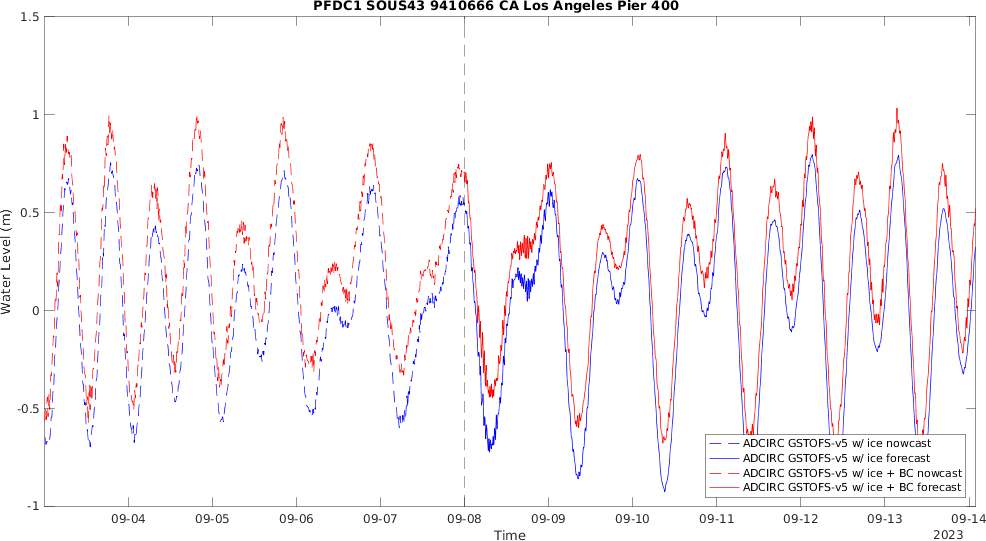 PFDC1 SOUS43 9410666 CA Los Angeles Pier 400
1.5
1
0.5
0
-0.5
-1
Water Level (m)
09-04 09-05 09-06 09-07 09-08 09-09 09-10 09-11 09-12 09-13 09-14
Time
2023
ADCIRC GSTOFS-v5 w/ ice nowcast
ADCIRC GSTOFS-v5 w/ ice forecast
ADCIRC GSTOFS-v5 w/ ice + BC nowcast
ADCIRC GSTOFS-v5 w/ ice + BC forecast